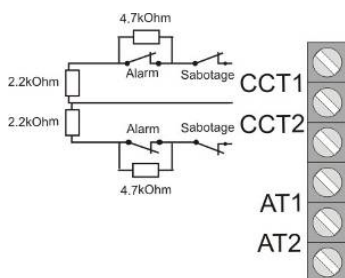 4.7kOhm
Alarm
Sabotage
2.2kOhm
CCT1
2.2kOhm
CCT2
Alarm
Sabotage
4.7kOhm
AT1
AT2